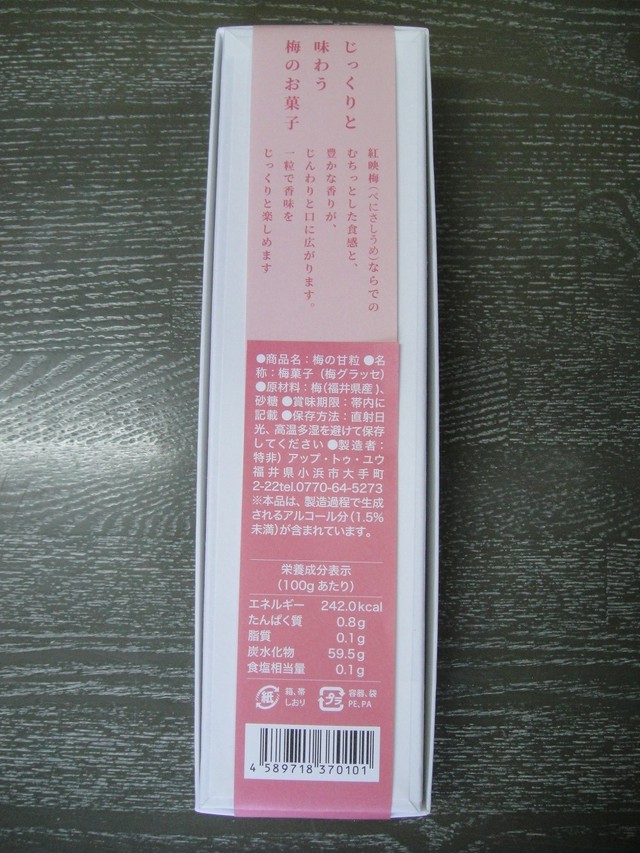 じっくりと
味わう
梅のお菓子
紅映梅(べにさしうめ)ならでの
むちっとした食感と、
豊かな香りが、
じんわりと口に広がります。
一粒で香味を
じっくりと楽しめます
●商品名：梅の甘粒 ●名
称：梅菓子（梅グラッセ）
●原材料：梅(福井県産)、
砂糖 ●賞味期限：帯内に
記載 ●保存方法：直射日
光、高温多湿を避けて保存
してください ●製造者：
特非）アップ・トゥ・ユウ
福井県小浜市大手町
2-22tel.0770-64-5273
※本品は、製造過程で生成
されるアルコール分(1.5%
未満)が含まれています。
栄養成分表示
（100gあたり）
エネルギー 242.0kcal
たんぱく質 0.8g
脂質 0.1g
炭水化物 59.5g
食塩相当量 0.1g
紙 箱、帯
しおり
プラ 容器、袋
PE,PA
4 589718 370101